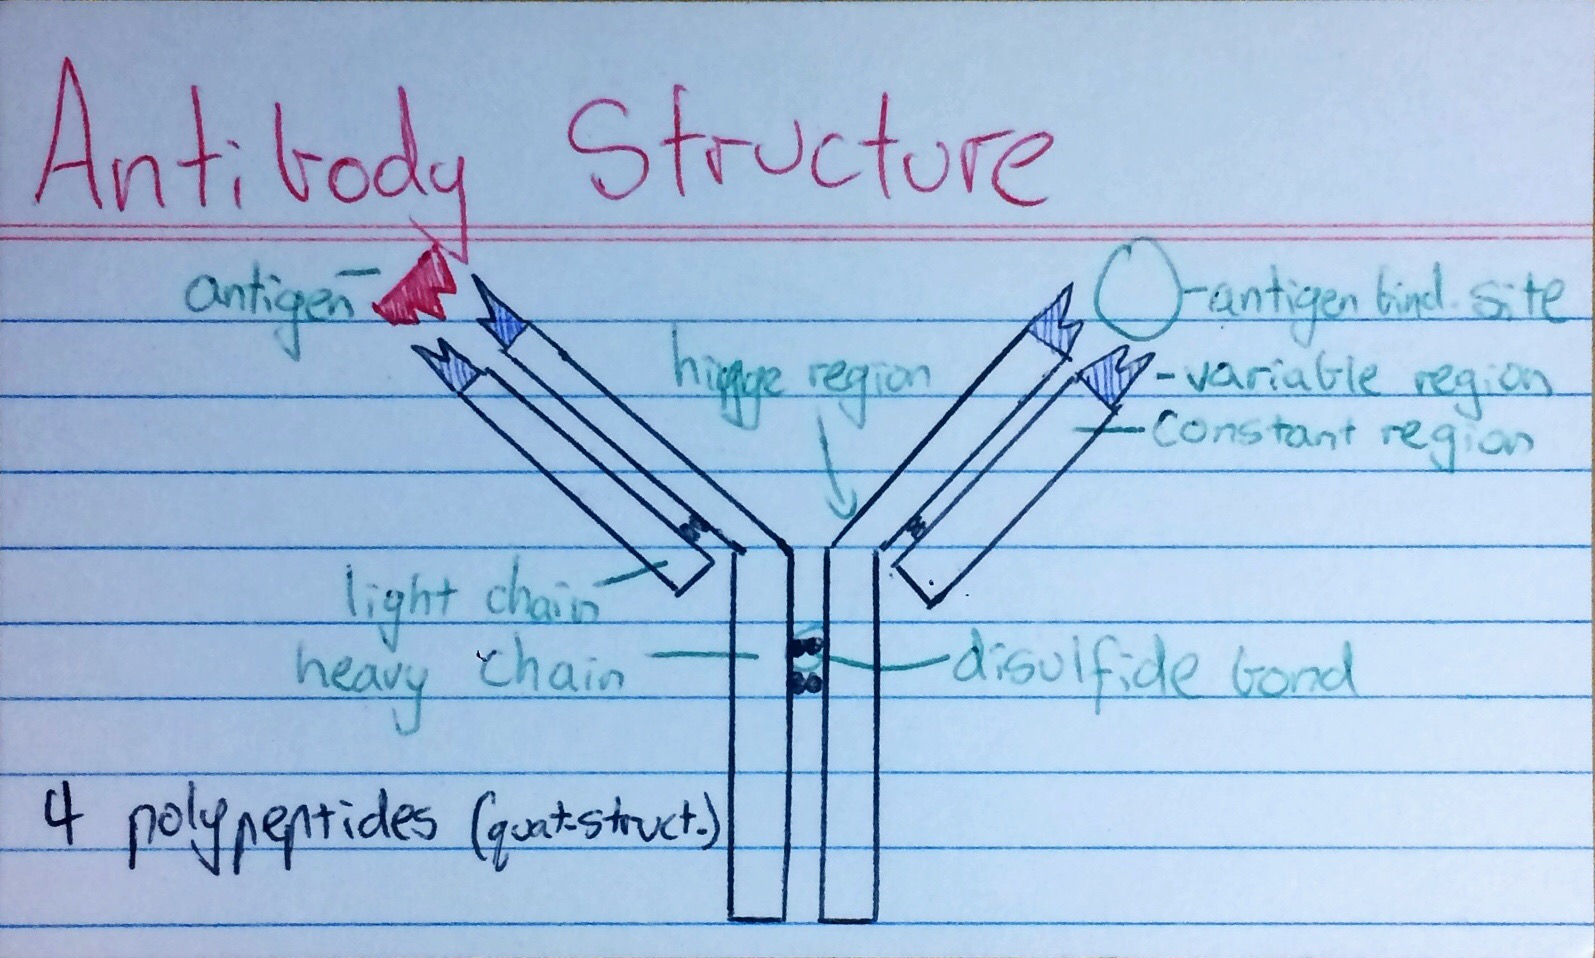 Antibody Structure
antigen -
- antigen bind. site
hinge region
- variable region
- constant region
light chain
heavy chain
disulfide bond
4 polypeptides (quat. struct.)